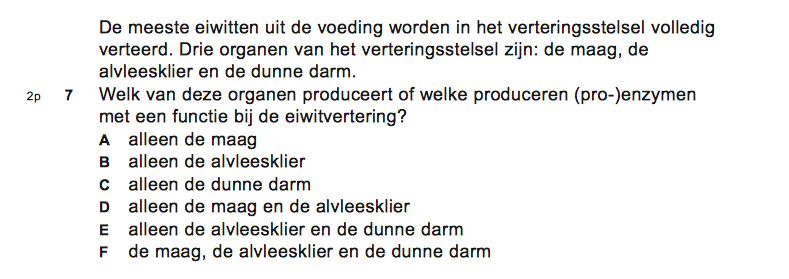 De meeste eiwitten uit de voeding worden in het verteringsstelsel volledig
verteerd. Drie organen van het verteringsstelsel zijn: de maag, de
alvleesklier en de dunne darm.
2p 7 Welk van deze organen produceert of welke produceren (pro-)enzymen
met een functie bij de eiwitvertering?
A alleen de maag
B alleen de alvleesklier
C alleen de dunne darm
D alleen de maag en de alvleesklier
E alleen de alvleesklier en de dunne darm
F de maag, de alvleesklier en de dunne darm